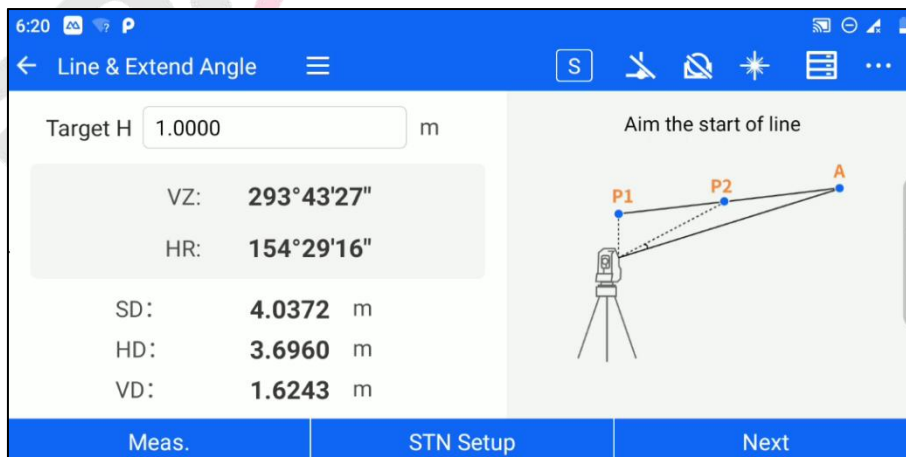 6:20
Line & Extend Angle
S
Target H 1.0000 m
VZ: 293°43'27"
HR: 154°29'16"
SD: 4.0372 m
HD: 3.6960 m
VD: 1.6243 m
Aim the start of line
P1 P2 A
Meas. STN Setup Next